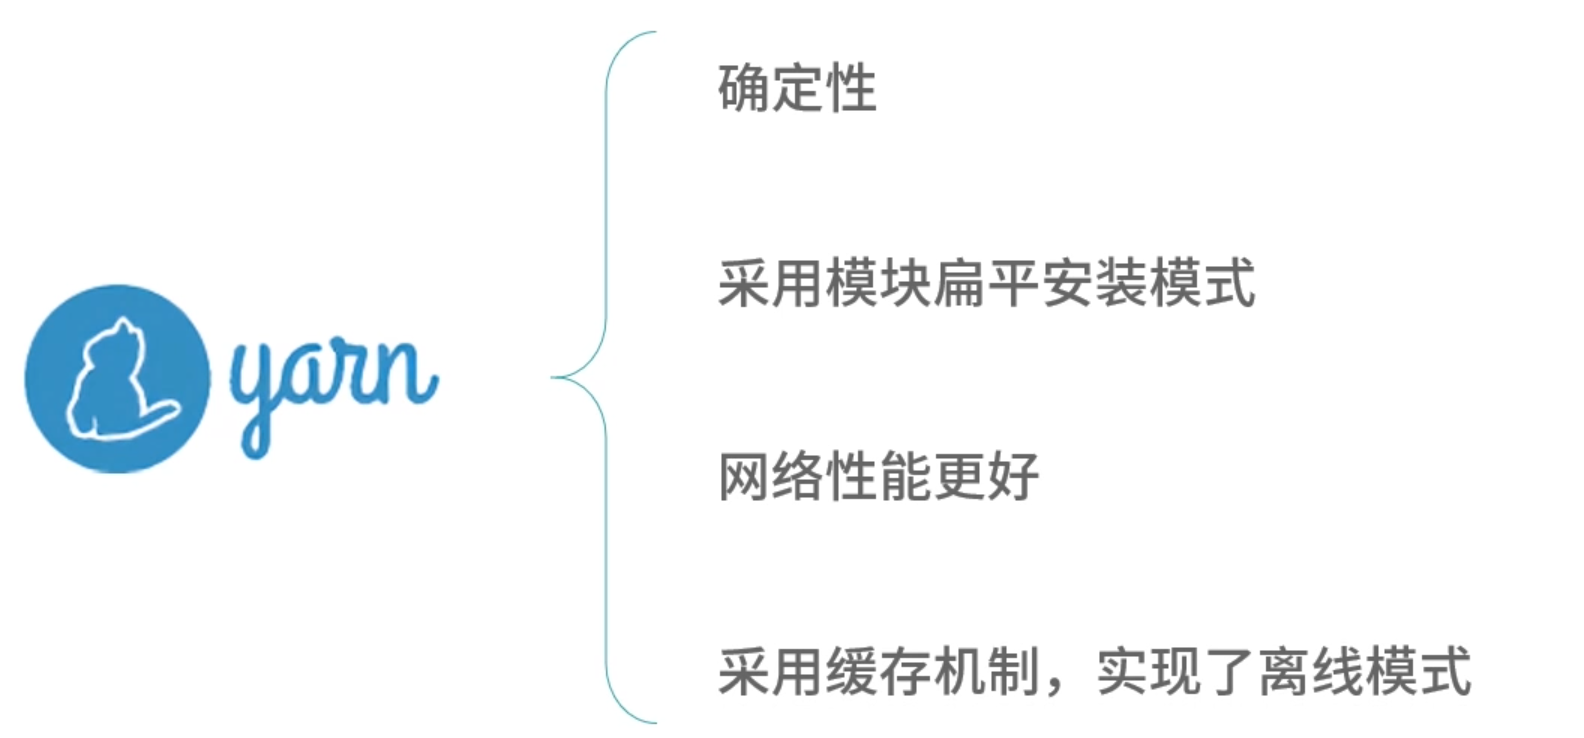 确定性
采用模块扁平安装模式
yarn
网络性能更好
采用缓存机制，实现了离线模式